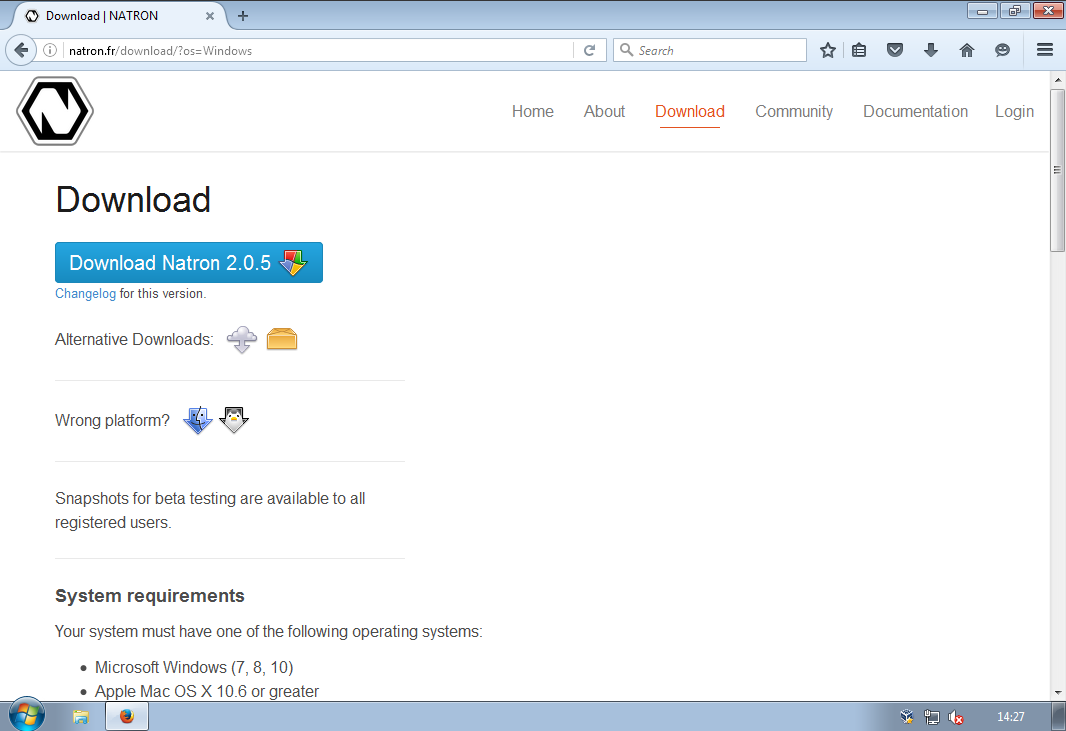 Download | NATRON
natron.fr/download/?os=Windows
Search
Home
About
Download
Community
Documentation
Login
Download
Download Natron 2.0.5
Changelog for this version.
Alternative Downloads:
Wrong platform?
Snapshots for beta testing are available to all
registered users.
System requirements
Your system must have one of the following operating systems:
Microsoft Windows (7, 8, 10)
Apple Mac OS X 10.6 or greater
14:27